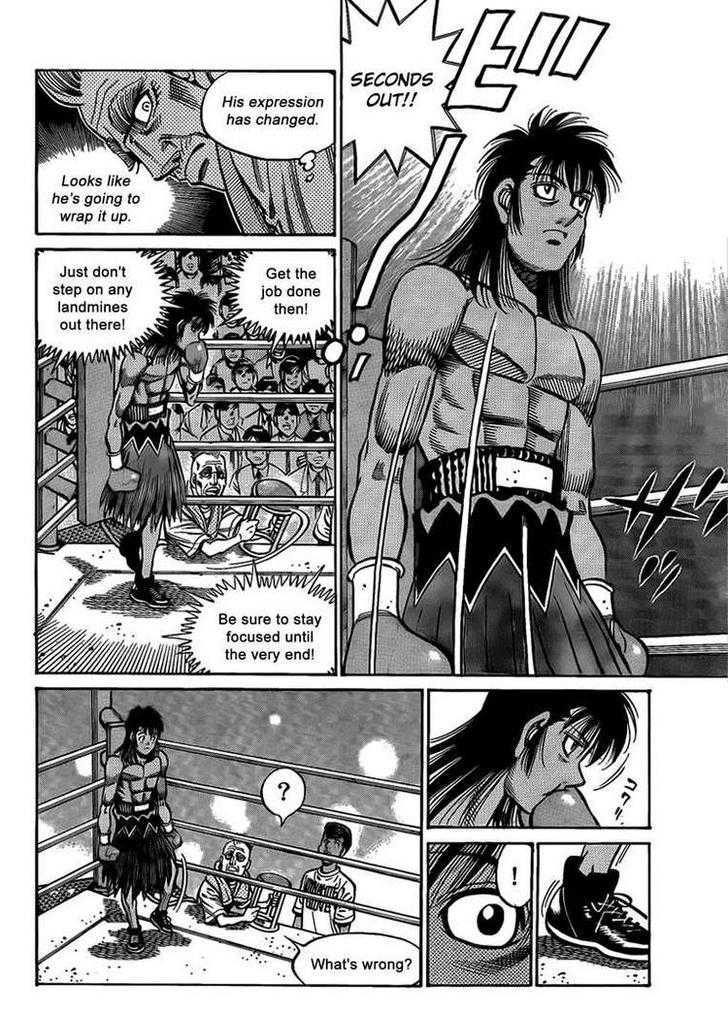 ビ
SECONDS
OUT!!
His expression
has changed.
Looks like
he's going to
wrap it up.
Get the
job done
then!
Just don't
step on any
landmines
out there!
Be sure to stay
focused until
the very end!
?
What's wrong?
!